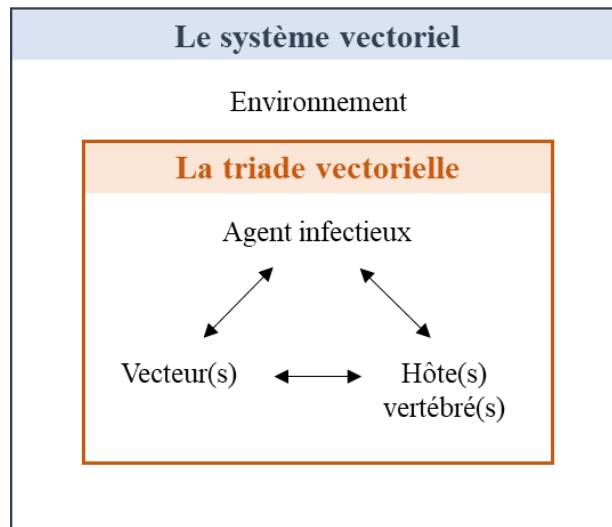 Le système vectoriel
Environnement
La triade vectorielle
Agent infectieux
Vecteur(s)
Hôte(s)
vertébré(s)